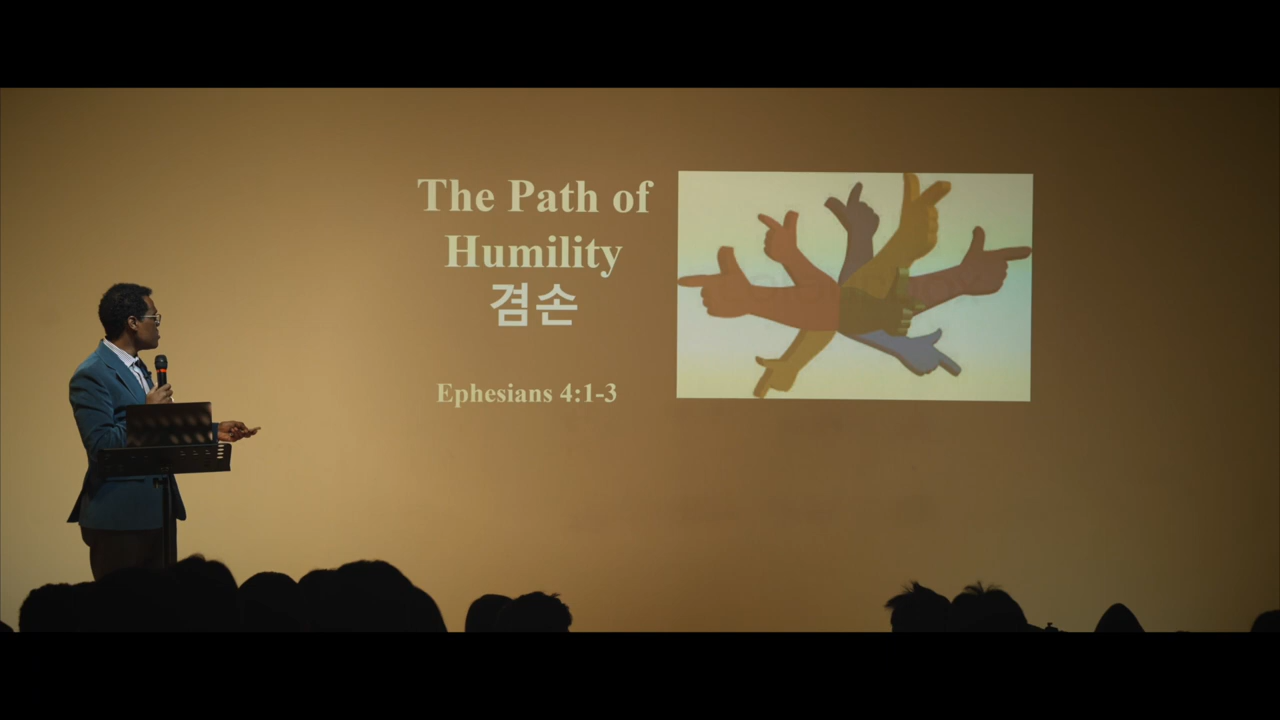 The Path of
Humility
겸손
Ephesians 4:1-3